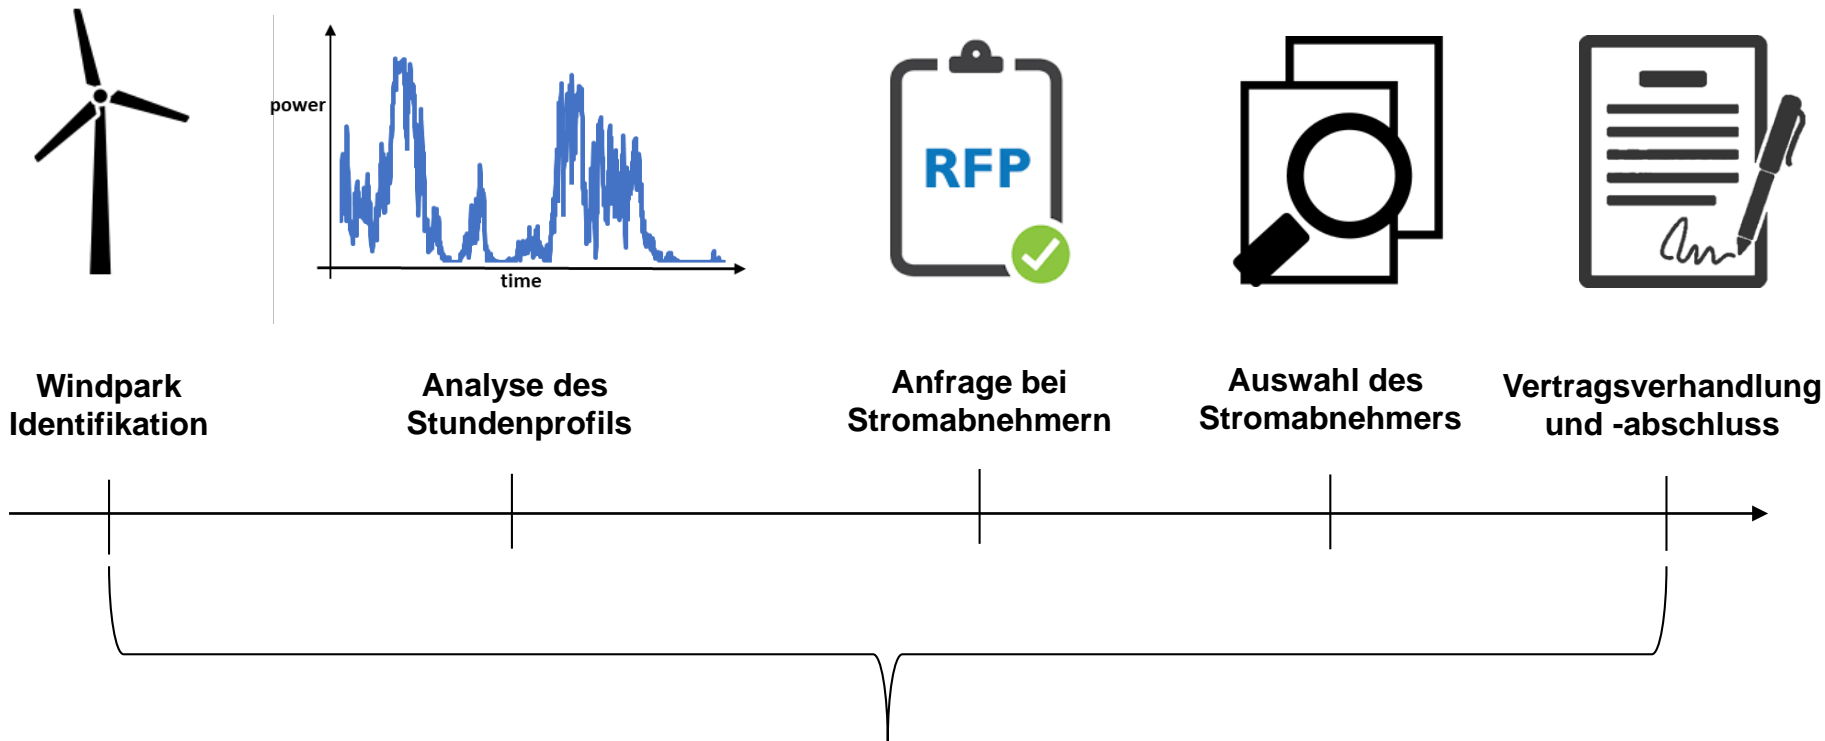 power
time
RFP
Windpark
Identifikation
Analyse des
Stundenprofils
Anfrage bei
Stromabnehmern
Auswahl des
Stromabnehmers
Vertragsverhandlung
und -abschluss